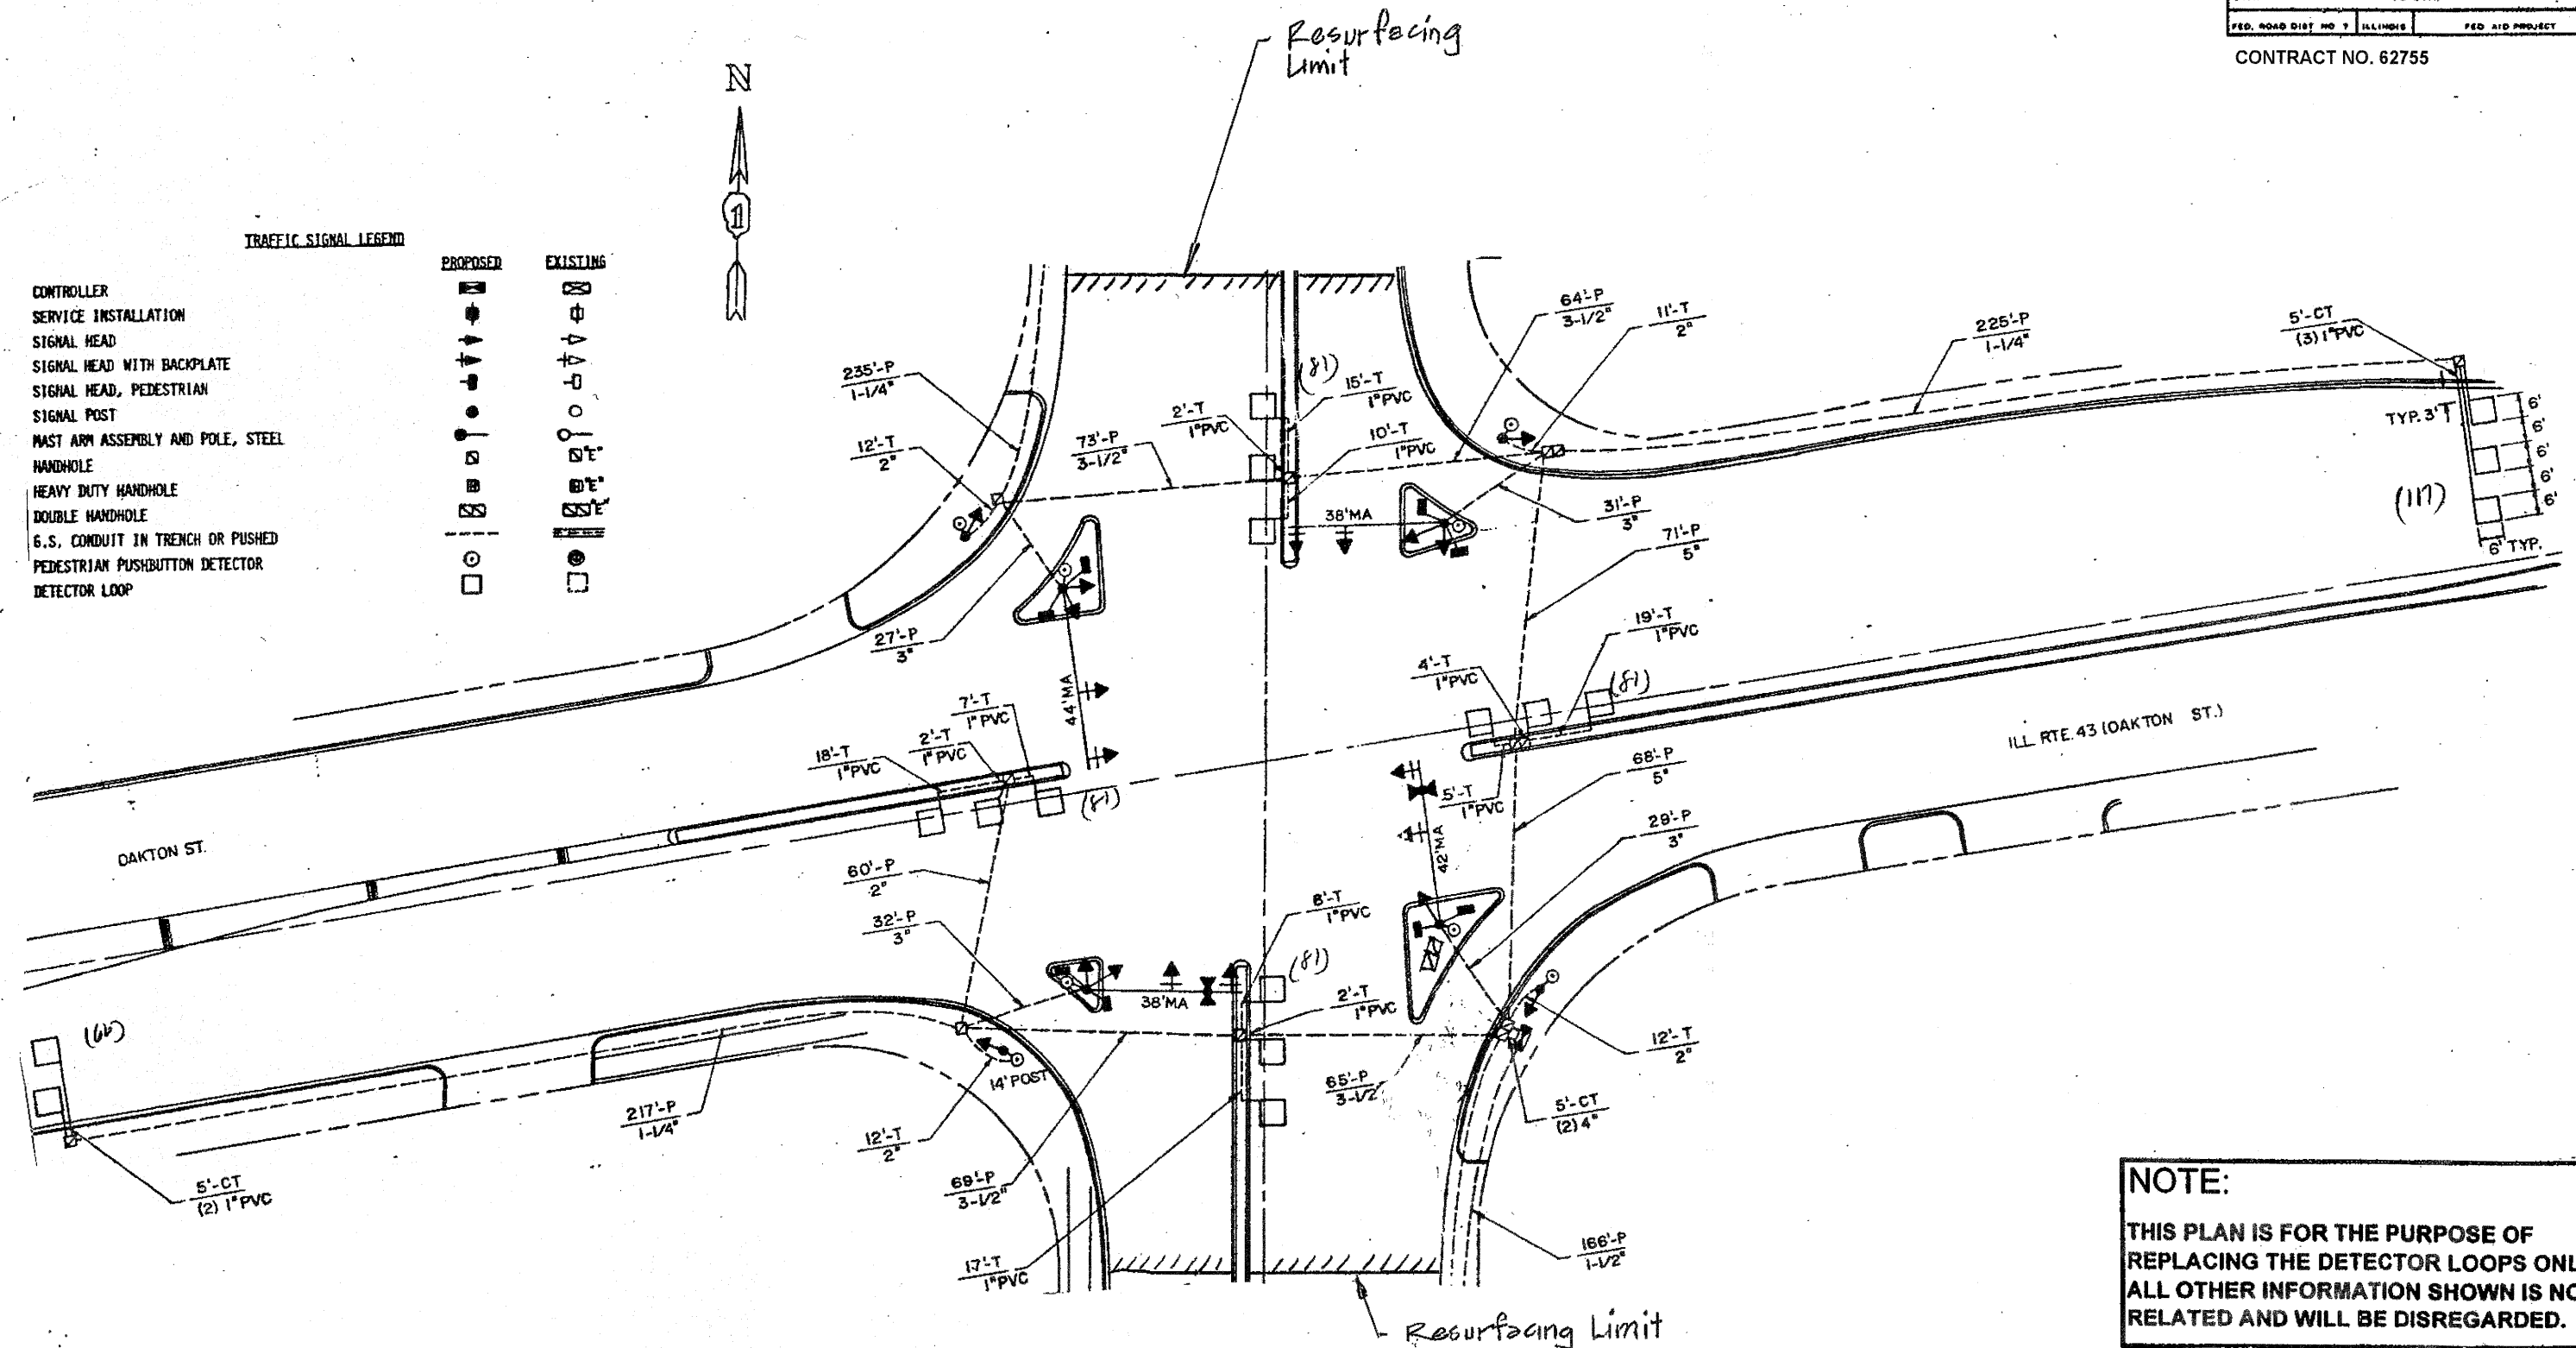 FED. ROAD DIST NO 7 ILLINOIS FED AID PROJECT
CONTRACT NO. 62755
Resurfacing
Limit
N
1
TRAFFIC SIGNAL LEGEND
PROPOSED EXISTING
CONTROLLER
SERVICE INSTALLATION
SIGNAL HEAD
SIGNAL HEAD WITH BACKPLATE
SIGNAL HEAD, PEDESTRIAN
SIGNAL POST
MAST ARM ASSEMBLY AND POLE, STEEL
HANDHOLE "E"
HEAVY DUTY HANDHOLE "E"
DOUBLE HANDHOLE "E"
G.S. CONDUIT IN TRENCH OR PUSHED
PEDESTRIAN PUSHBUTTON DETECTOR
DETECTOR LOOP
235'-P
1-1/4"
12'-T
2"
73'-P
3-1/2"
2'-T
1"PVC
(81)
15'-T
1"PVC
10'-T
1"PVC
64'-P
3-1/2"
11'-T
2"
225'-P
1-1/4"
5'-CT
(3) 1"PVC
TYP. 3'
6'
6'
6'
6'
6'
6' TYP.
(117)
38'MA
31'-P
3"
71'-P
5"
27'-P
3"
44'MA
19'-T
1"PVC
4'-T
1"PVC
(81)
7'-T
1"PVC
2'-T
1"PVC
18'-T
1"PVC
(81)
ILL. RTE. 43 (OAKTON ST.)
68'-P
5"
5'-T
1"PVC
42'MA
29'-P
3"
OAKTON ST.
60'-P
2"
32'-P
3"
8'-T
1"PVC
(81)
38'MA
2'-T
1"PVC
12'-T
2"
(66)
14' POST
65'-P
3-1/2
5'-CT
(2) 4"
217'-P
1-1/4"
12'-T
2"
69'-P
3-1/2"
5'-CT
(2) 1"PVC
17'-T
1"PVC
166'-P
1-1/2"
Resurfacing Limit
NOTE:
THIS PLAN IS FOR THE PURPOSE OF
REPLACING THE DETECTOR LOOPS ONL
ALL OTHER INFORMATION SHOWN IS NO
RELATED AND WILL BE DISREGARDED.